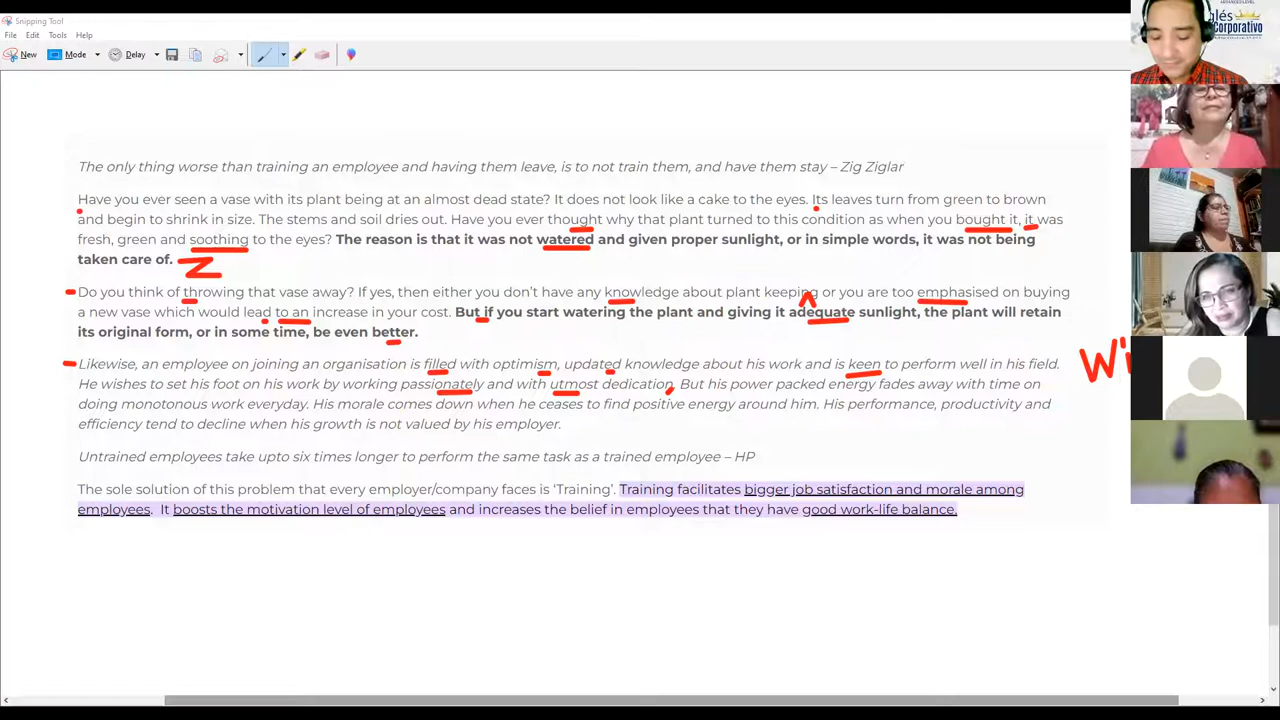 Snipping Tool
File Edit Tools Help
New Mode Delay
ADVANCED LEVEL
glés
Corporativo
The only thing worse than training an employee and having them leave, is to not train them, and have them stay – Zig Ziglar
Have you ever seen a vase with its plant being at an almost dead state? It does not look like a cake to the eyes. Its leaves turn from green to brown
and begin to shrink in size. The stems and soil dries out. Have you ever thought why that plant turned to this condition as when you bought it, it was
fresh, green and soothing to the eyes? The reason is that it was not watered and given proper sunlight, or in simple words, it was not being
taken care of. Z
Do you think of throwing that vase away? If yes, then either you don't have any knowledge about plant keeping or you are too emphasised on buying
a new vase which would lead to an increase in your cost. But if you start watering the plant and giving it adequate sunlight, the plant will retain
its original form, or in some time, be even better.
Likewise, an employee on joining an organisation is filled with optimism, updated knowledge about his work and is keen to perform well in his field.
Wi
He wishes to set his foot on his work by working passionately and with utmost dedication. But his power packed energy fades away with time on
doing monotonous work everyday. His morale comes down when he ceases to find positive energy around him. His performance, productivity and
efficiency tend to decline when his growth is not valued by his employer.
Untrained employees take upto six times longer to perform the same task as a trained employee – HP
The sole solution of this problem that every employer/company faces is 'Training'. Training facilitates bigger job satisfaction and morale among
employees. It boosts the motivation level of employees and increases the belief in employees that they have good work-life balance.